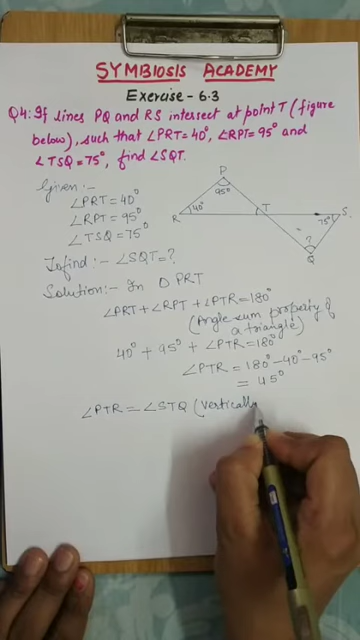 SYMBIOSIS ACADEMY
Exercise - 6.3
Q4: If lines PQ and RS intersect at point T (figure
below), such that ∠PRT = 40°, ∠RPT = 95° and
∠TSQ = 75°, find ∠SQT.
Given :-
∠PRT = 40°
∠RPT = 95°
∠TSQ = 75°
P
95°
R
40°
T
75°
S
?
Q
To find :- ∠SQT = ?
Solution :- In △ PRT
∠PRT + ∠RPT + ∠PTR = 180°
(Angle sum property of
a triangle)
40° + 95° + ∠PTR = 180°
∠PTR = 180° - 40° - 95°
= 45°
∠PTR = ∠STQ (Vertically